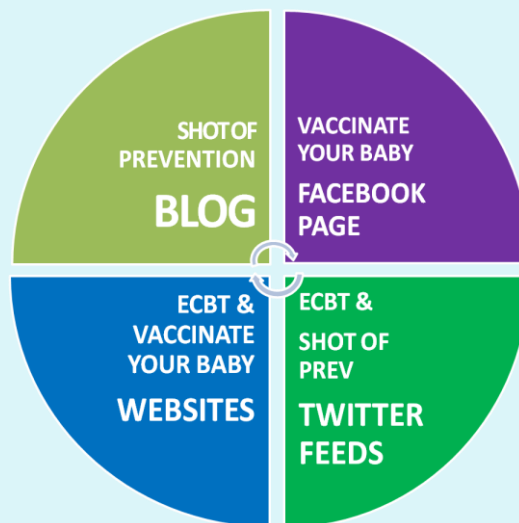 SHOT OF
PREVENTION
BLOG
VACCINATE
YOUR BABY
FACEBOOK
PAGE
ECBT &
VACCINATE
YOUR BABY
WEBSITES
ECBT &
SHOT OF
PREV
TWITTER
FEEDS